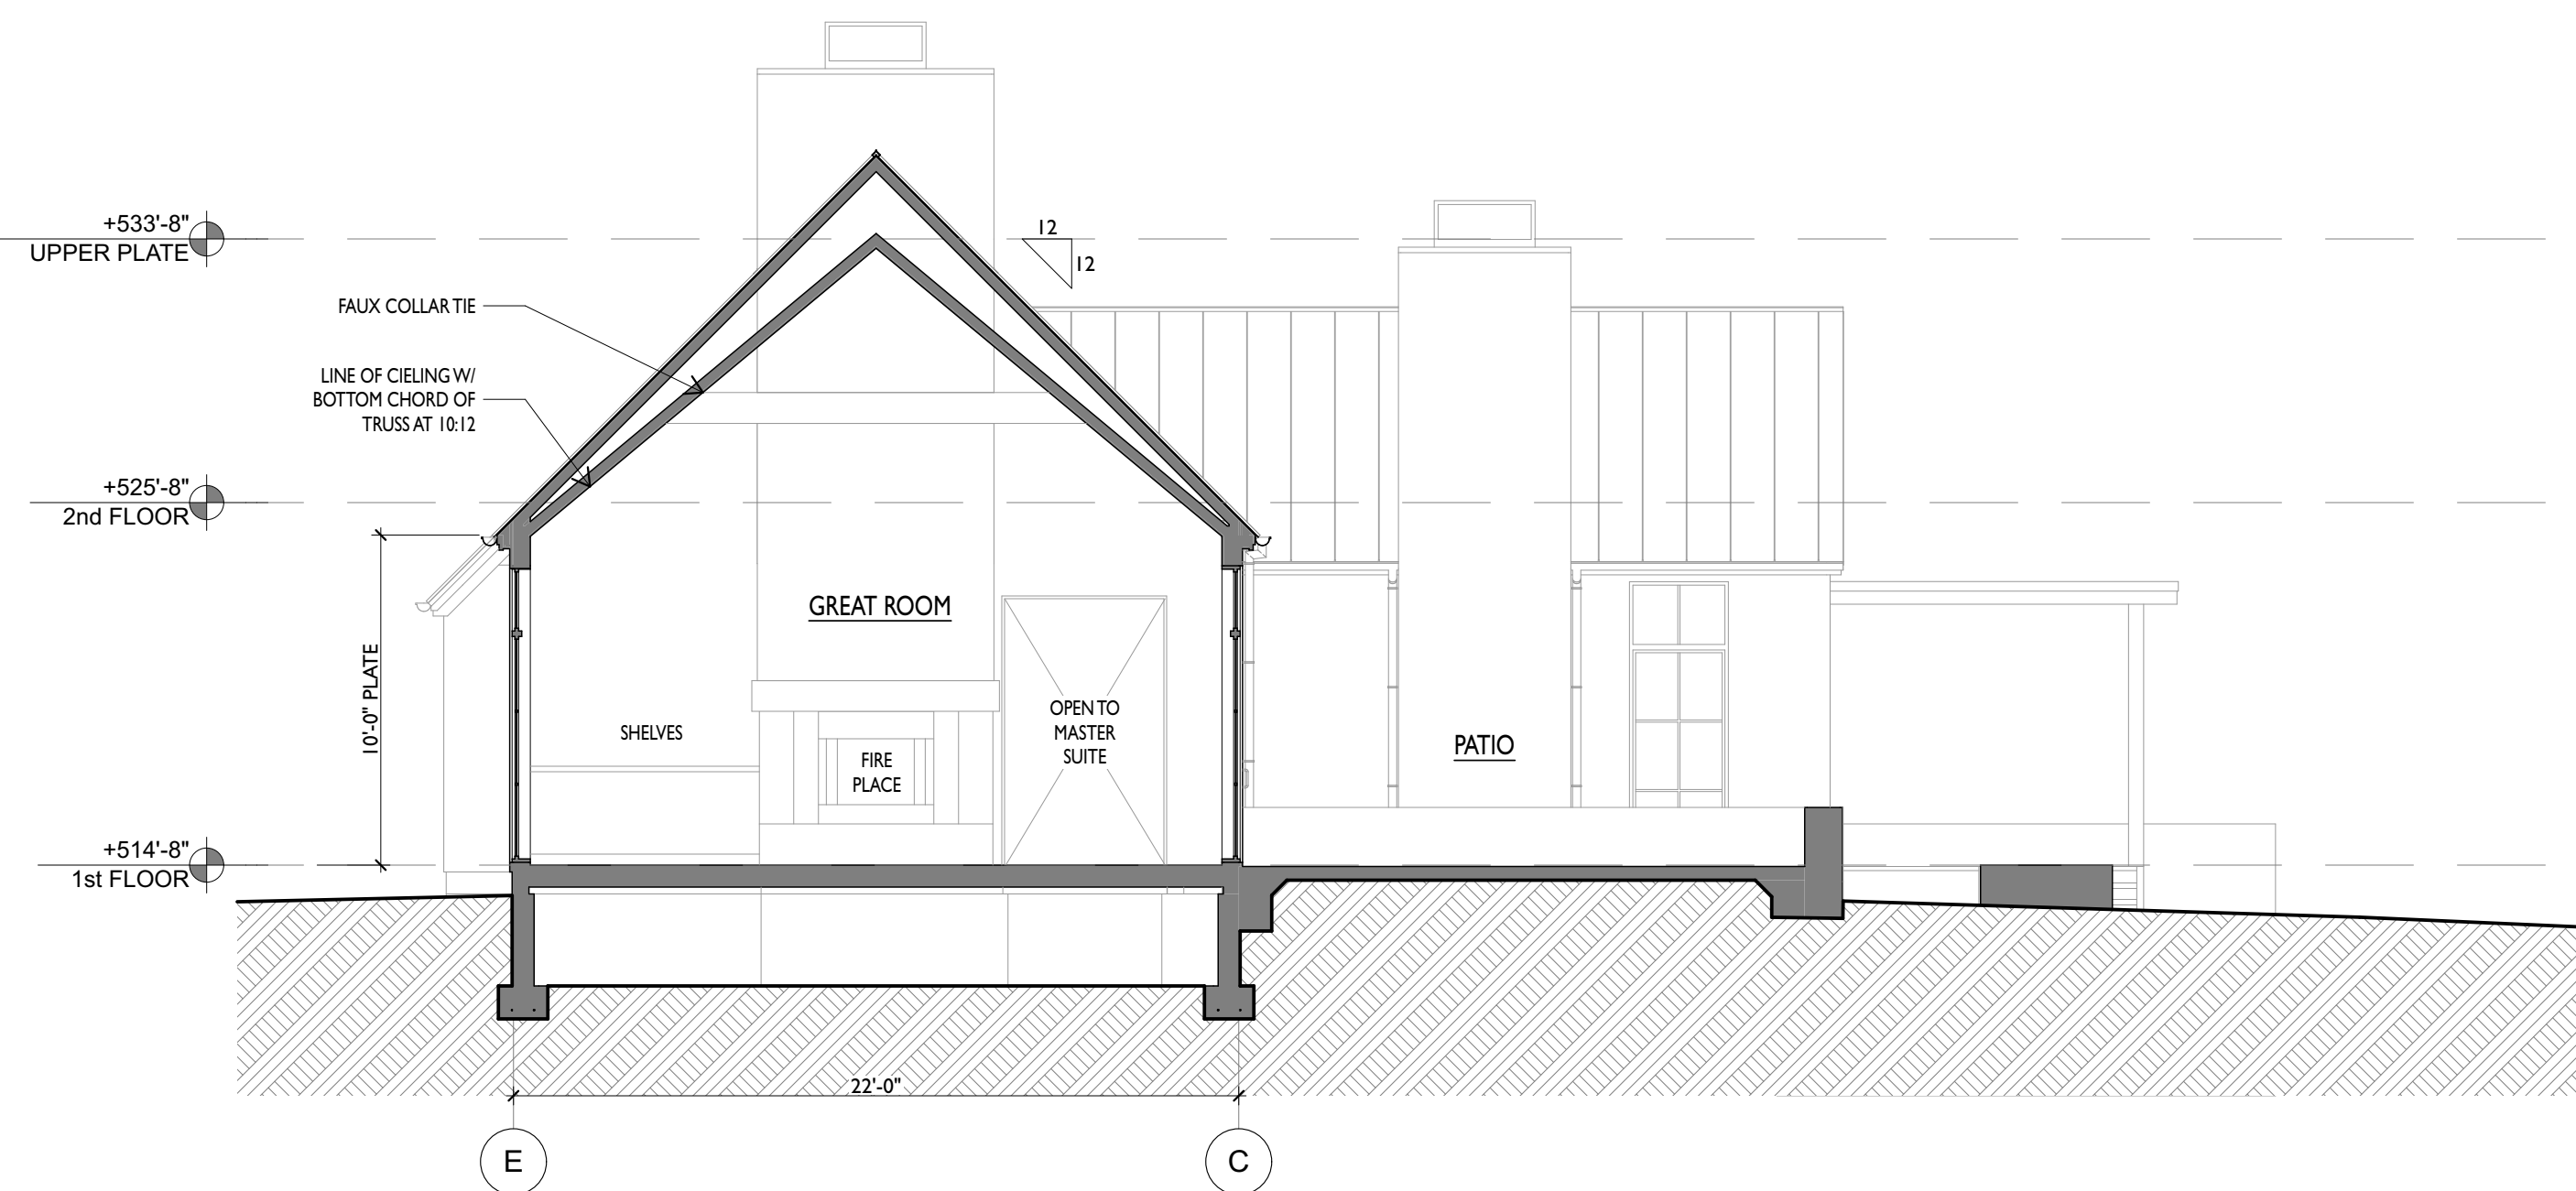 12
12
+533'-8"
UPPER PLATE
FAUX COLLAR TIE
LINE OF CIELING W/
BOTTOM CHORD OF
TRUSS AT 10:12
+525'-8"
2nd FLOOR
10'-0" PLATE
GREAT ROOM
SHELVES
FIRE
PLACE
OPEN TO
MASTER
SUITE
PATIO
+514'-8"
1st FLOOR
22'-0"
E
C